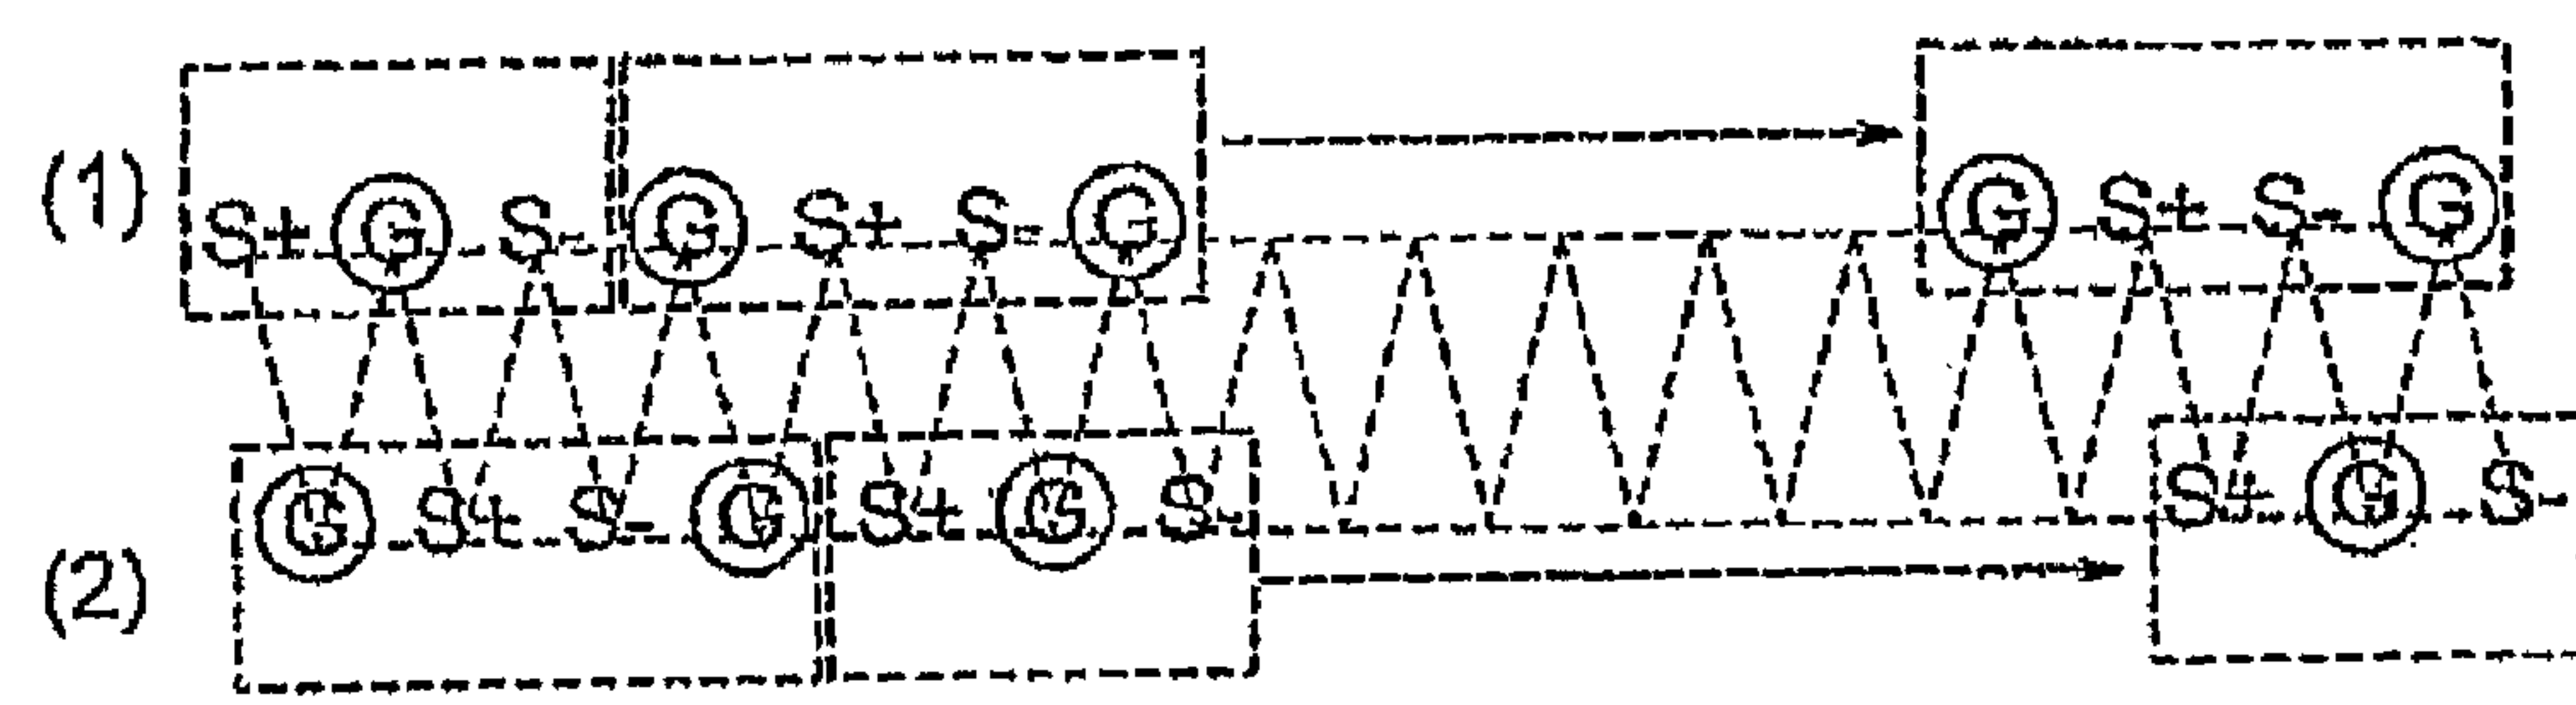 (1) S+ G S- G S+ S- G G S+ S- G
(2) G S+ S- G S+ G S- S+ G S-